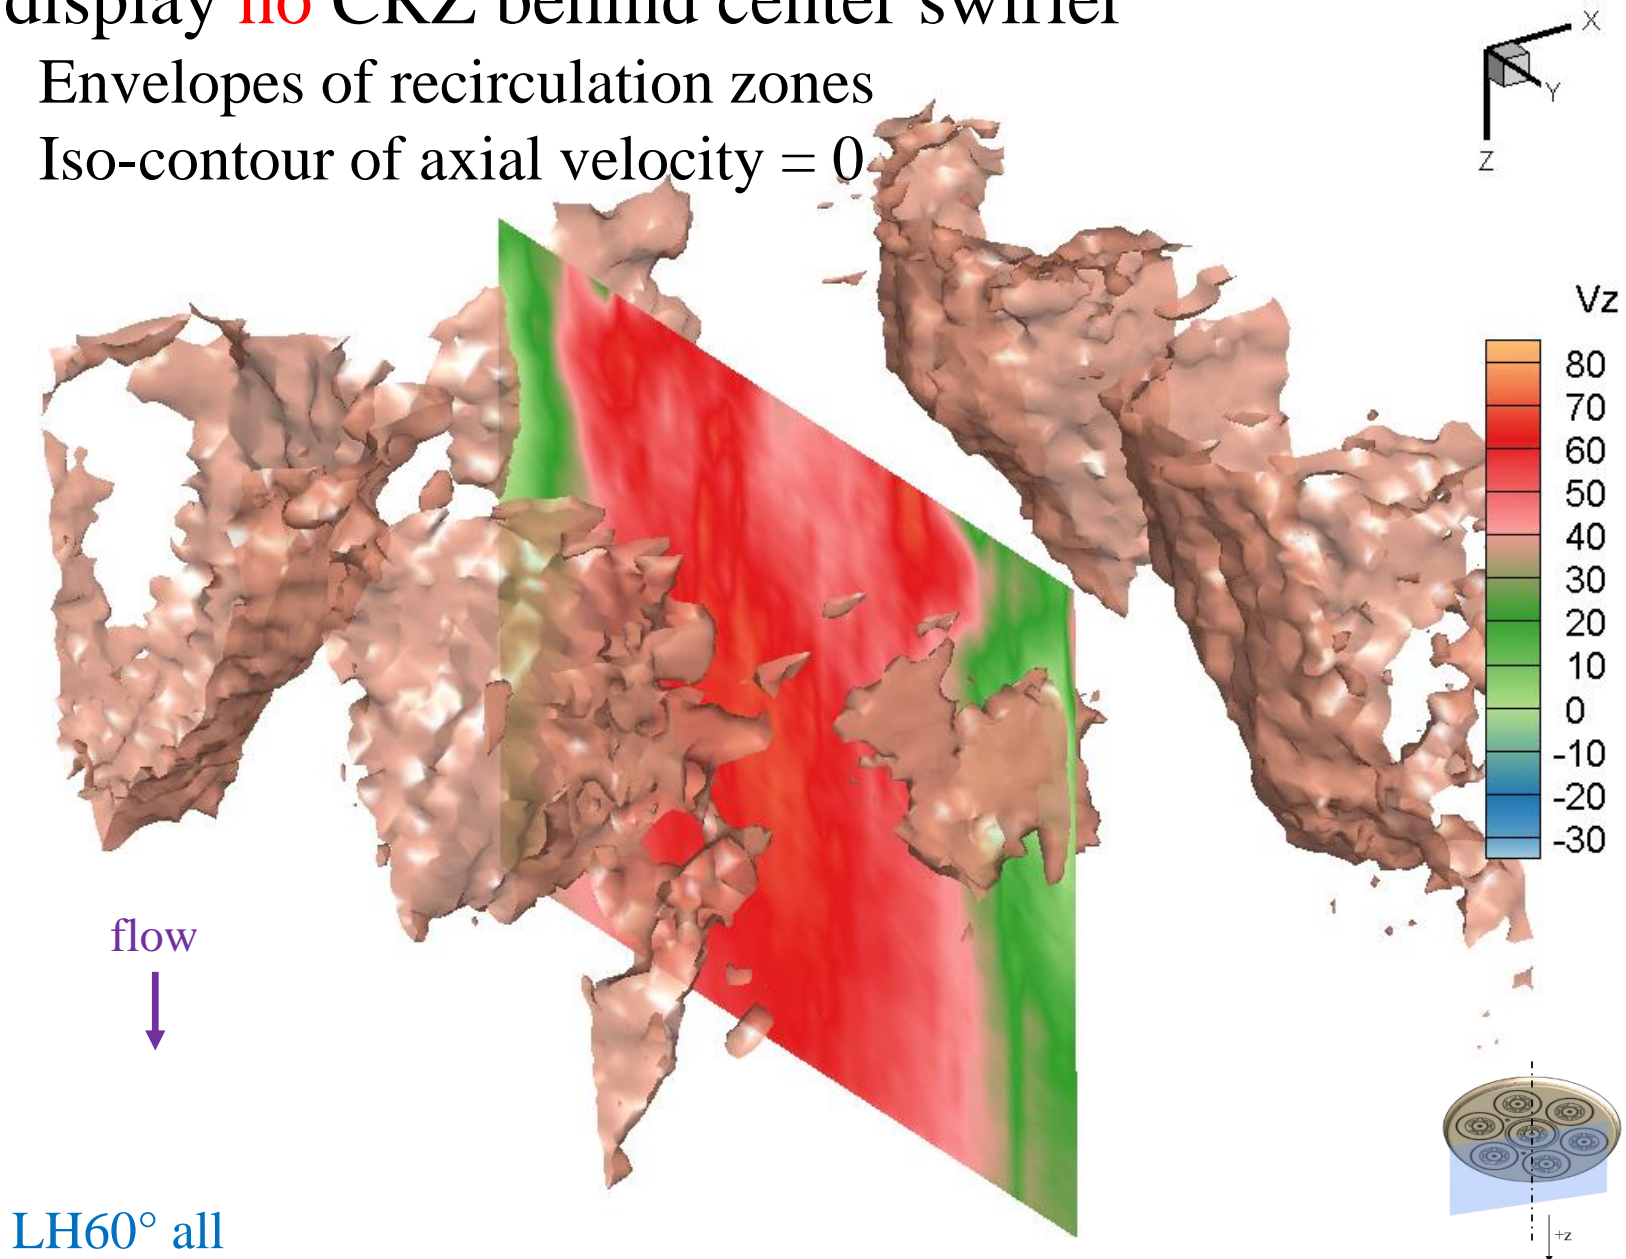 display no CRZ behind center swirler
Envelopes of recirculation zones
Iso-contour of axial velocity = 0
X
Y
Z
Vz
80
70
60
50
40
30
20
10
0
-10
-20
-30
flow
+z
LH60° all